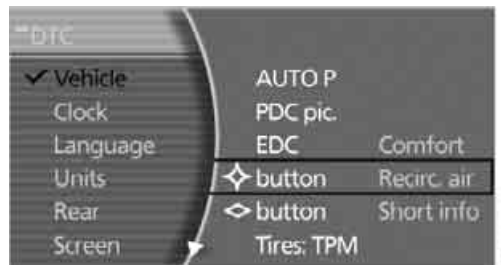 DTC
Vehicle
Clock
Language
Units
Rear
Screen
AUTO P
PDC pic.
EDC Comfort
button Recirc. air
button Short info
Tires: TPM